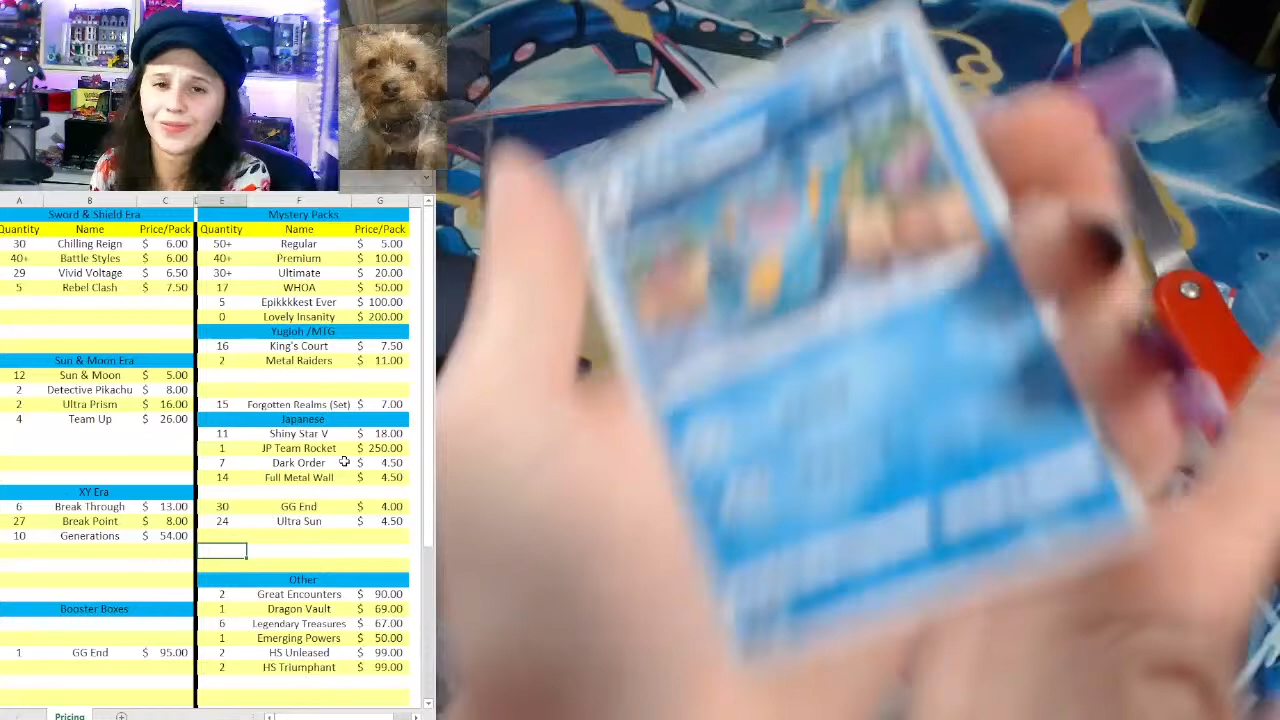 A B C
Sword & Shield Era
Quantity Name Price/Pack
30 Chilling Reign $ 6.00
40+ Battle Styles $ 6.00
29 Vivid Voltage $ 6.50
5 Rebel Clash $ 7.50
Sun & Moon Era
12 Sun & Moon $ 5.00
2 Detective Pikachu $ 8.00
2 Ultra Prism $ 16.00
4 Team Up $ 26.00
XY Era
6 Break Through $ 13.00
27 Break Point $ 8.00
10 Generations $ 54.00
Booster Boxes
1 GG End $ 95.00
E F G
Mystery Packs
Quantity Name Price/Pack
50+ Regular $ 5.00
40+ Premium $ 10.00
30+ Ultimate $ 20.00
17 WHOA $ 50.00
5 Epikkkkest Ever $ 100.00
0 Lovely Insanity $ 200.00
Yugioh /MTG
16 King's Court $ 7.50
2 Metal Raiders $ 11.00
15 Forgotten Realms (Set) $ 7.00
Japanese
11 Shiny Star V $ 18.00
1 JP Team Rocket $ 250.00
7 Dark Order $ 4.50
14 Full Metal Wall $ 4.50
30 GG End $ 4.00
24 Ultra Sun $ 4.50
Other
2 Great Encounters $ 90.00
1 Dragon Vault $ 69.00
6 Legendary Treasures $ 67.00
1 Emerging Powers $ 50.00
2 HS Unleased $ 99.00
2 HS Triumphant $ 99.00
Pricing